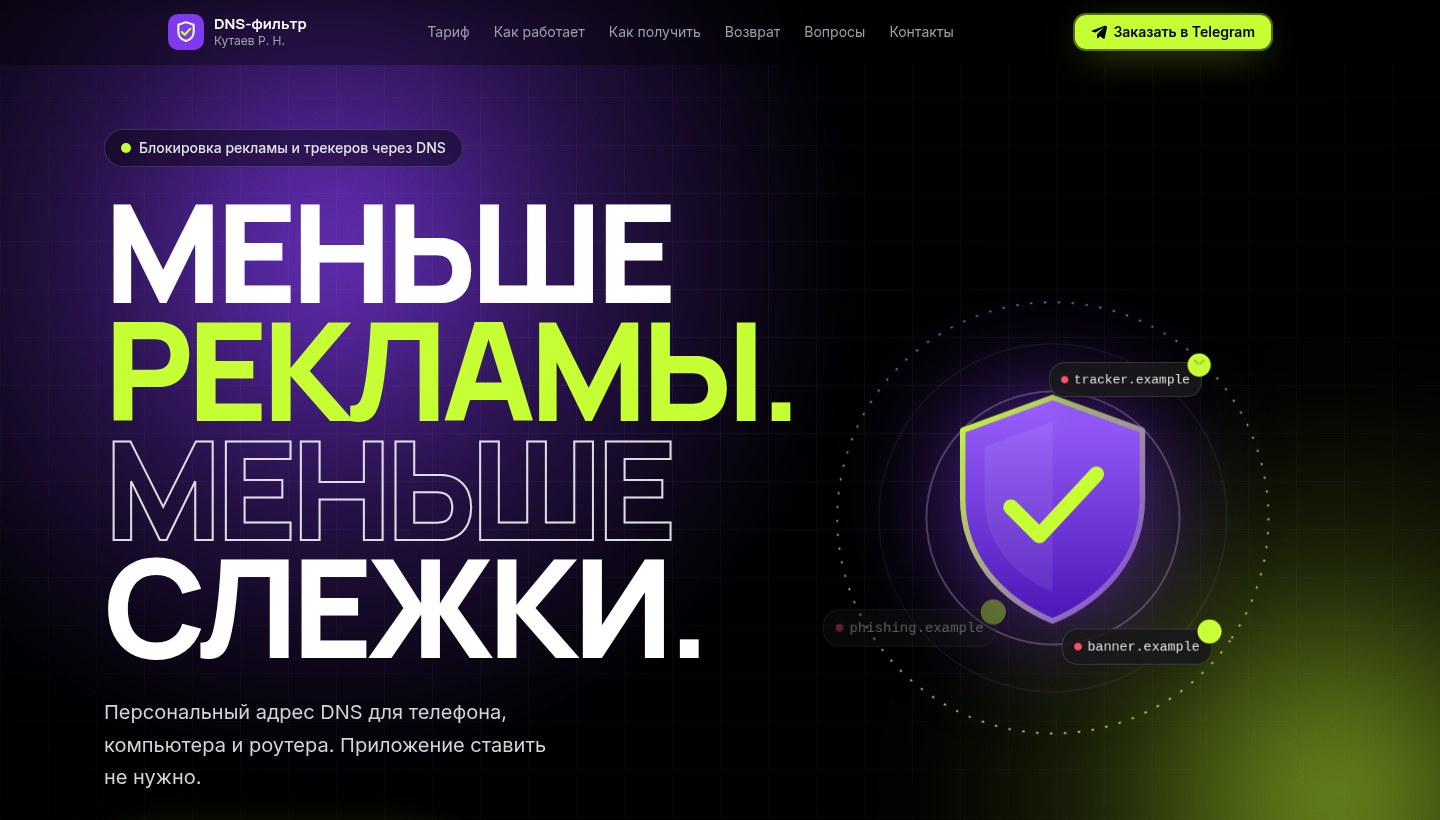 DNS-фильтр
Кутаев Р. Н.
Тариф
Как работает
Как получить
Возврат
Вопросы
Контакты
Заказать в Telegram
Блокировка рекламы и трекеров через DNS
МЕНЬШЕ
РЕКЛАМЫ.
МЕНЬШЕ
СЛЕЖКИ.
Персональный адрес DNS для телефона,
компьютера и роутера. Приложение ставить
не нужно.
tracker.example
phishing.example
banner.example